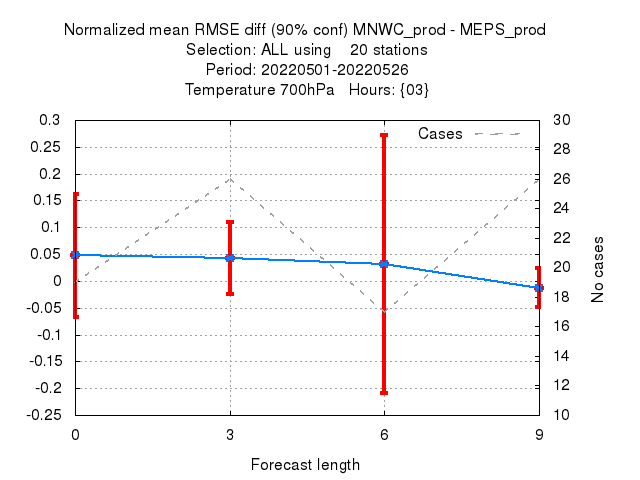 Normalized mean RMSE diff (90% conf) MNWC_prod - MEPS_prod
Selection: ALL using    20 stations
Period: 20220501-20220526
Temperature 700hPa   Hours: {03}
Cases
0.3
0.25
0.2
0.15
0.1
0.05
0
-0.05
-0.1
-0.15
-0.2
-0.25
30
28
26
24
22
20
18
16
14
12
10
No cases
0 3 6 9
Forecast length